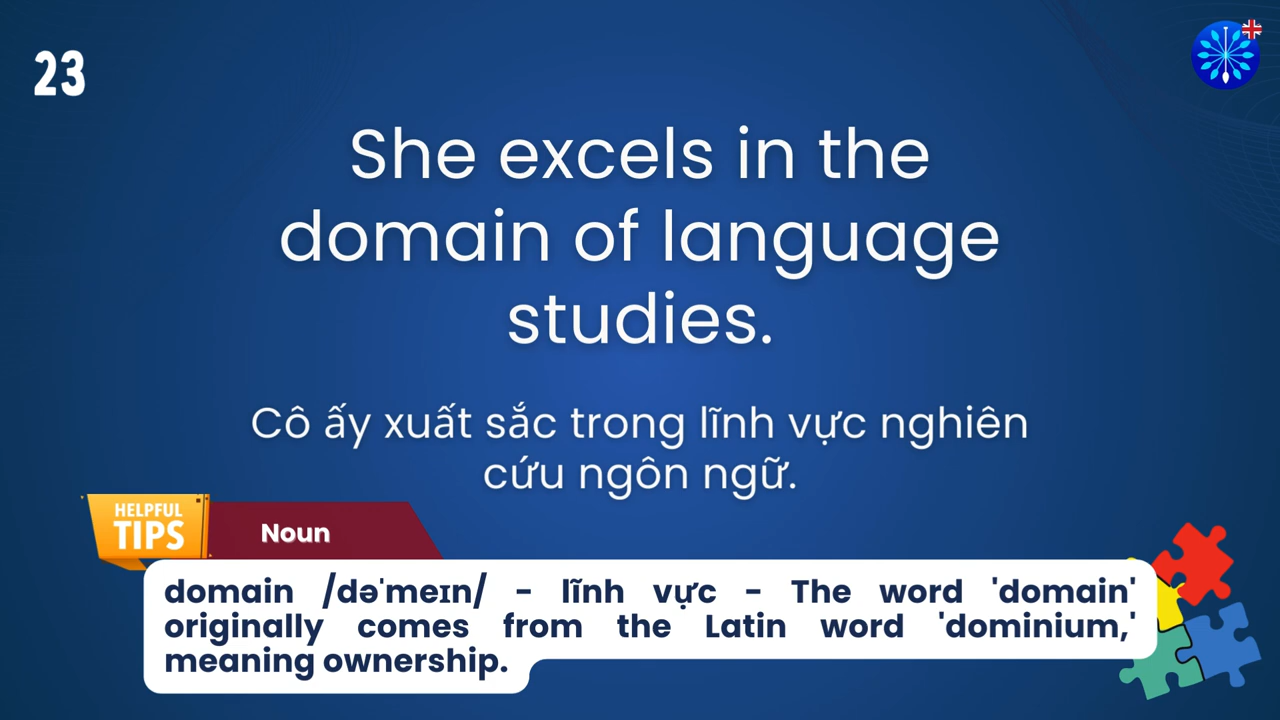 23
She excels in the
domain of language
studies.
Cô ấy xuất sắc trong lĩnh vực nghiên
cứu ngôn ngữ.
HELPFUL
TIPS
Noun
domain /dəˈmeɪn/ - lĩnh vực - The word 'domain'
originally comes from the Latin word 'dominium,'
meaning ownership.